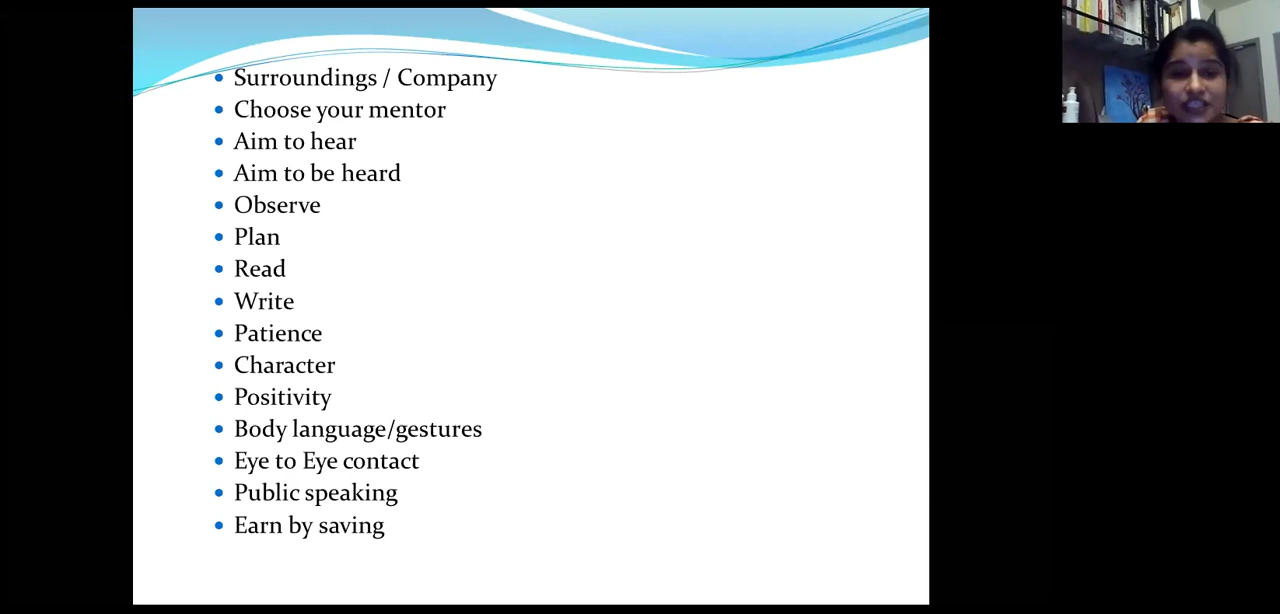 Surroundings / Company
Choose your mentor
Aim to hear
Aim to be heard
Observe
Plan
Read
Write
Patience
Character
Positivity
Body language/gestures
Eye to Eye contact
Public speaking
Earn by saving